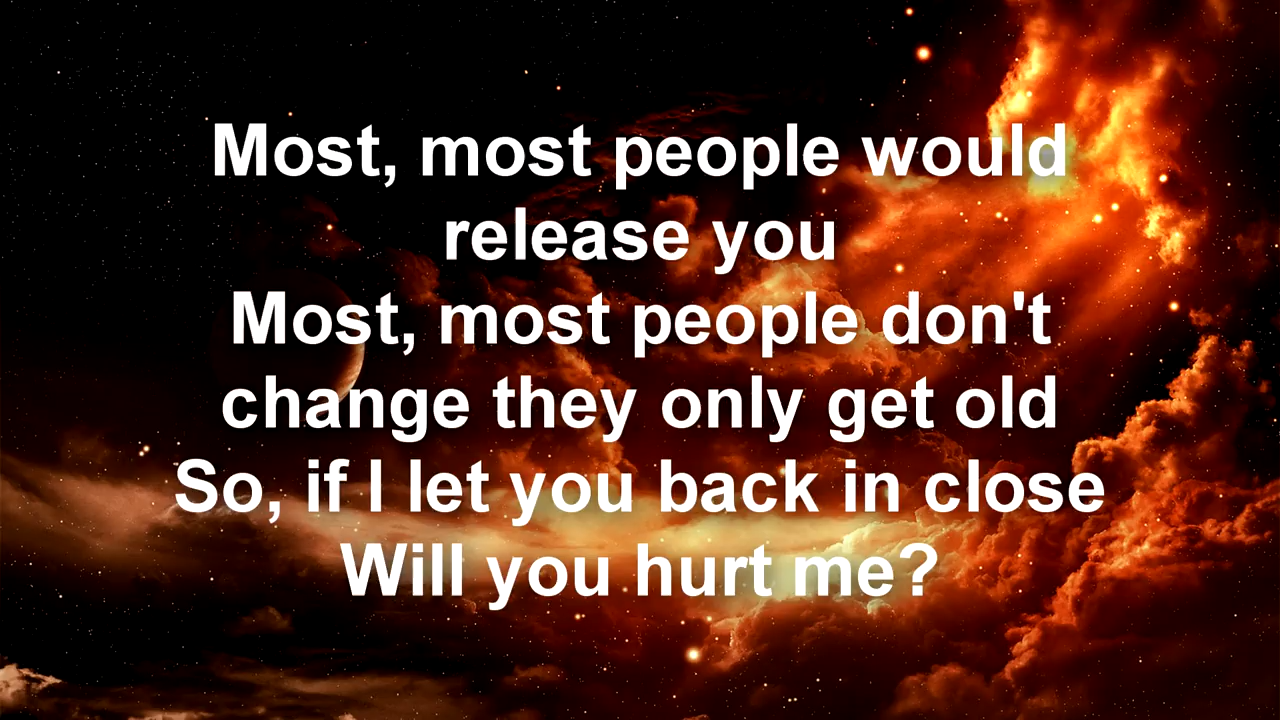 Most, most people would
release you
Most, most people don't
change they only get old
So, if I let you back in close
Will you hurt me?